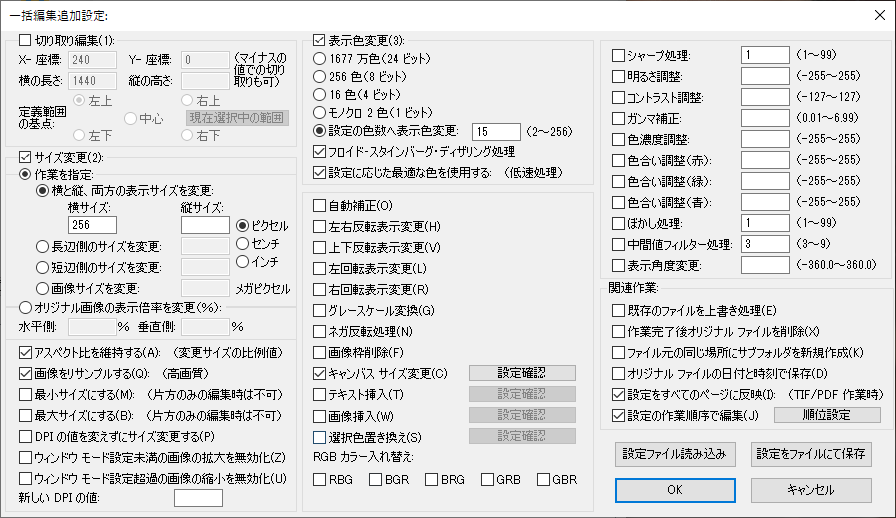 一括編集追加設定:
切り取り編集(1):
X- 座標: 240 Y- 座標: 0 (マイナスの値での切り取りも可)
横の長さ: 1440 縦の高さ:
定義範囲の基点:
左上 右上
中心 現在選択中の範囲
左下 右下
サイズ変更(2):
作業を指定:
横と縦、両方の表示サイズを変更:
横サイズ: 縦サイズ:
256
ピクセル
センチ
インチ
長辺側のサイズを変更:
短辺側のサイズを変更:
画像サイズを変更: メガピクセル
オリジナル画像の表示倍率を変更(%):
水平側: % 垂直側: %
アスペクト比を維持する(A): (変更サイズの比例値)
画像をリサンプルする(Q): (高画質)
最小サイズにする(M): (片方のみの編集時は不可)
最大サイズにする(B): (片方のみの編集時は不可)
DPI の値を変えずにサイズ変更する(P)
ウィンドウ モード設定未満の画像の拡大を無効化(Z)
ウィンドウ モード設定超過の画像の縮小を無効化(U)
新しい DPI の値:
表示色変更(3):
1677 万色(24 ビット)
256 色(8 ビット)
16 色(4 ビット)
モノクロ 2 色(1 ビット)
設定の色数へ表示色変更: 15 (2~256)
フロイド-スタインバーグ・ディザリング処理
設定に応じた最適な色を使用する: (低速処理)
自動補正(O)
左右反転表示変更(H)
上下反転表示変更(V)
左回転表示変更(L)
右回転表示変更(R)
グレースケール変換(G)
ネガ反転処理(N)
画像枠削除(F)
キャンバス サイズ変更(C) 設定確認
テキスト挿入(T) 設定確認
画像挿入(W) 設定確認
選択色置き換え(S) 設定確認
RGB カラー入れ替え:
RBG BGR BRG GRB GBR
シャープ処理: 1 (1~99)
明るさ調整: (-255~255)
コントラスト調整: (-127~127)
ガンマ補正: (0.01~6.99)
色濃度調整: (-255~255)
色合い調整(赤): (-255~255)
色合い調整(緑): (-255~255)
色合い調整(青): (-255~255)
ぼかし処理: 1 (1~99)
中間値フィルター処理: 3 (3~9)
表示角度変更: (-360.0~360.0)
関連作業:
既存のファイルを上書き処理(E)
作業完了後オリジナル ファイルを削除(X)
ファイル元の同じ場所にサブフォルダを新規作成(K)
オリジナル ファイルの日付と時刻で保存(D)
設定をすべてのページに反映(I): (TIF/PDF 作業時)
設定の作業順序で編集(J) 順位設定
設定ファイル読み込み 設定をファイルにて保存
OK キャンセル